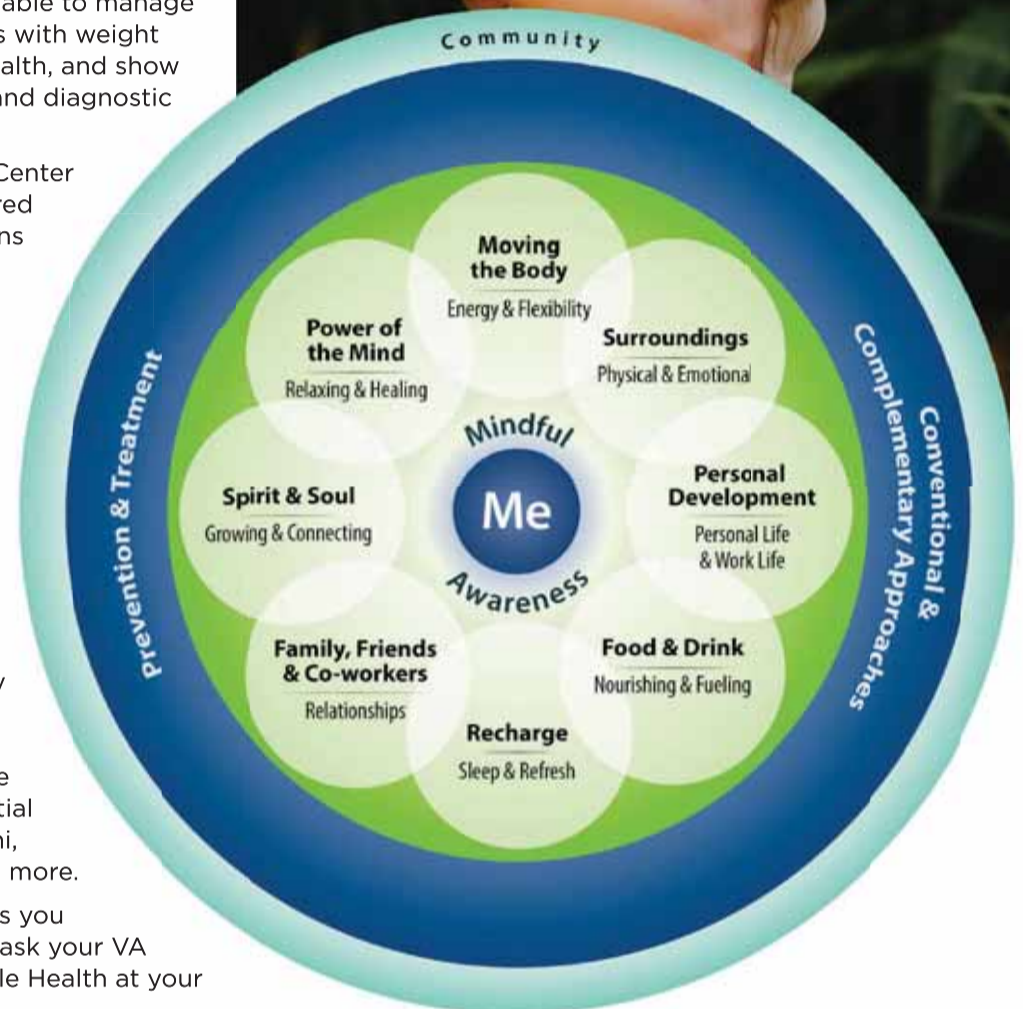 able to manage
s with weight
alth, and show
and diagnostic
Center
red
ns
y
e
tial
ni,
more.
s you
ask your VA
le Health at your
Community
Prevention & Treatment
Conventional &
Complementary Approaches
Moving
the Body
Energy & Flexibility
Surroundings
Physical & Emotional
Personal
Development
Personal Life
& Work Life
Food & Drink
Nourishing & Fueling
Recharge
Sleep & Refresh
Family, Friends
& Co-workers
Relationships
Spirit & Soul
Growing & Connecting
Power of
the Mind
Relaxing & Healing
Mindful
Me
Awareness